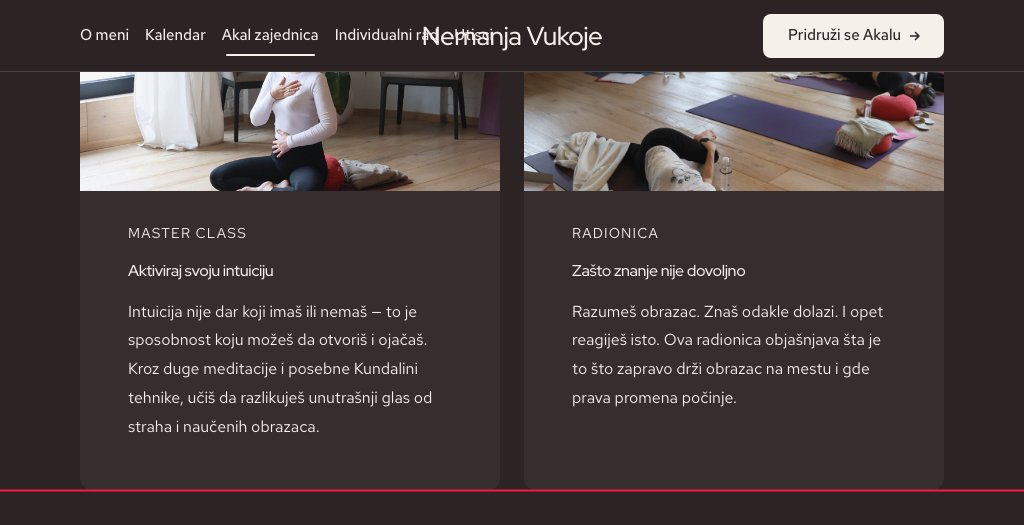 O meni
Kalendar
Akal zajednica
Individualni rad
Utisci
Nemanja Vukoje
Pridruži se Akalu →
MASTER CLASS
Aktiviraj svoju intuiciju
Intuicija nije dar koji imaš ili nemaš — to je
sposobnost koju možeš da otvoriš i ojačaš.
Kroz duge meditacije i posebne Kundalini
tehnike, učiš da razlikuješ unutrašnji glas od
straha i naučenih obrazaca.
RADIONICA
Zašto znanje nije dovoljno
Razumeš obrazac. Znaš odakle dolazi. I opet
reagiješ isto. Ova radionica objašnjava šta je
to što zapravo drži obrazac na mestu i gde
prava promena počinje.